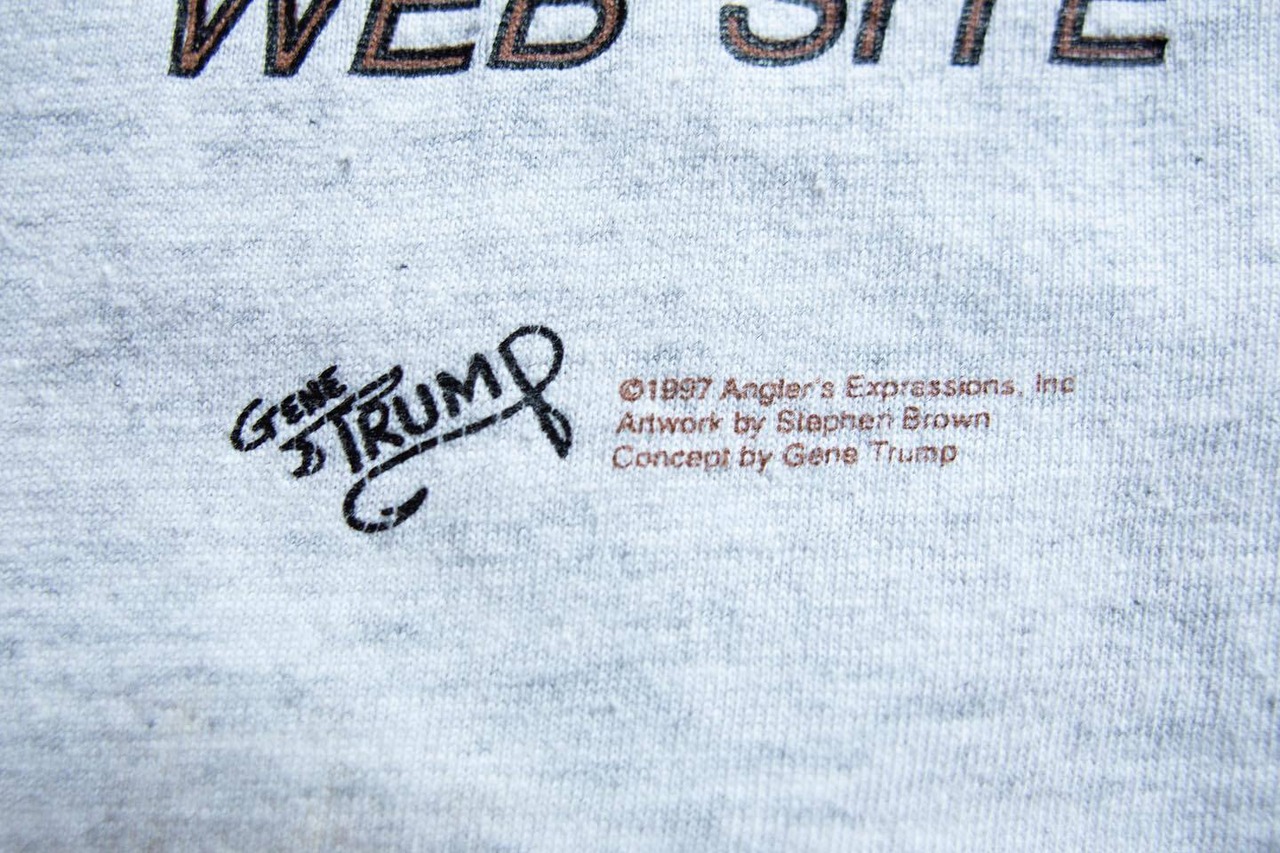 WEB SITE
GENE
TRUMP
©1997 Angler's Expressions, Inc
Artwork by Stephen Brown
Concept by Gene Trump